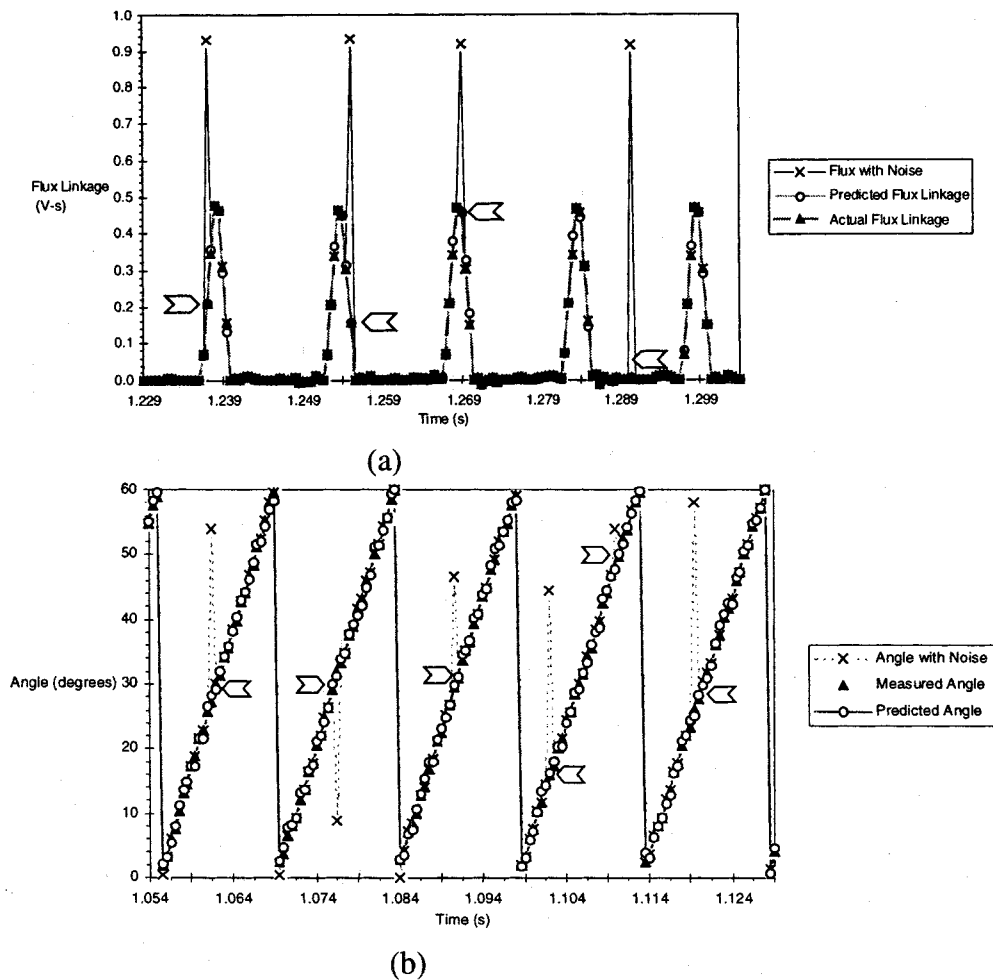 1.0
0.9
0.8
0.7
0.6
0.5
0.4
0.3
0.2
0.1
0.0
Flux Linkage
(V-s)
1.229 1.239 1.249 1.259 1.269 1.279 1.289 1.299
Time (s)
Flux with Noise
Predicted Flux Linkage
Actual Flux Linkage
(a)
60
50
40
30
20
10
0
Angle (degrees)
1.054 1.064 1.074 1.084 1.094 1.104 1.114 1.124
Time (s)
Angle with Noise
Measured Angle
Predicted Angle
(b)